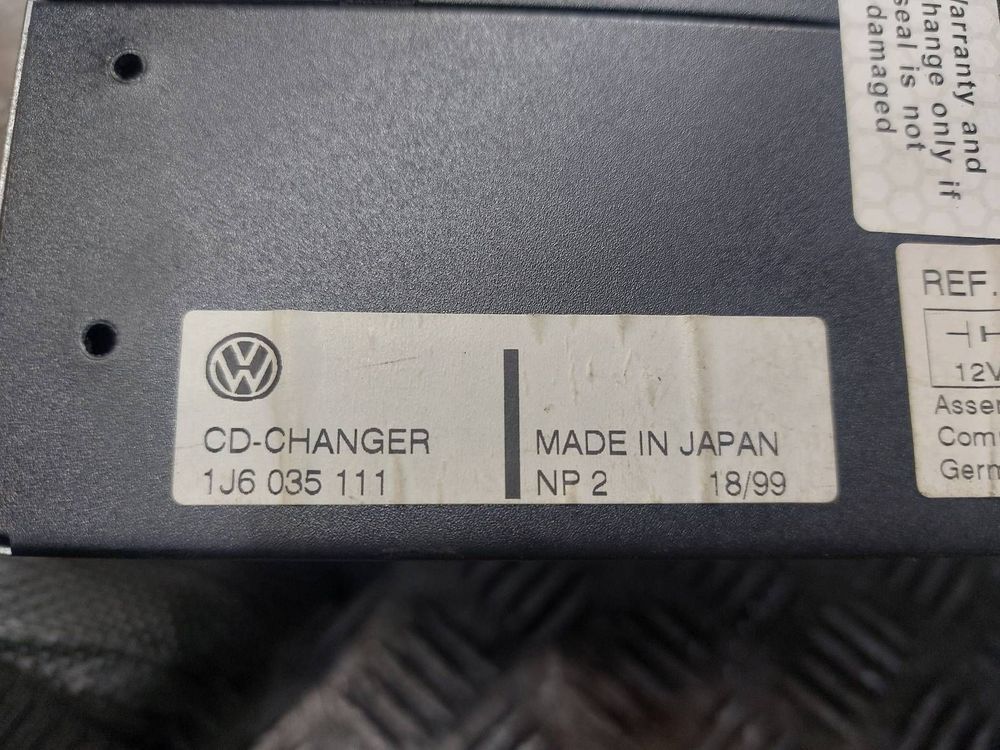 Warranty and
change only if
seal is not
damaged
REF.
12V
CD-CHANGER
1J6 035 111
MADE IN JAPAN
NP 2 18/99